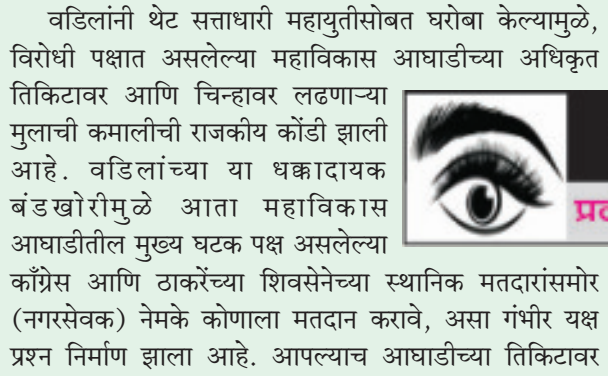 वडिलांनी थेट सत्ताधारी महायुतीसोबत घरोबा केल्यामुळे,
विरोधी पक्षात असलेल्या महाविकास आघाडीच्या अधिकृत
तिकिटावर आणि चिन्हावर लढणाऱ्या
मुलाची कमालीची राजकीय कोंडी झाली
आहे. वडिलांच्या या धक्कादायक
बंडखोरीमुळे आता महाविकास
आघाडीतील मुख्य घटक पक्ष असलेल्या
काँग्रेस आणि ठाकरेंच्या शिवसेनेच्या स्थानिक मतदारांसमोर
(नगरसेवक) नेमके कोणाला मतदान करावे, असा गंभीर यक्ष
प्रश्न निर्माण झाला आहे. आपल्याच आघाडीच्या तिकिटावर